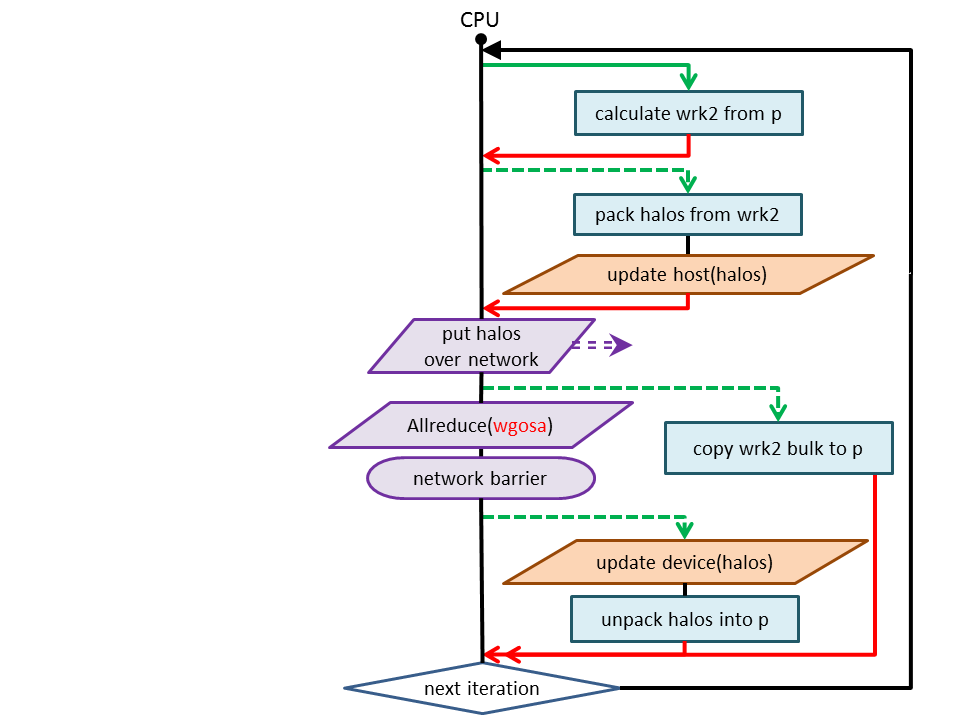 CPU
calculate wrk2 from p
pack halos from wrk2
update host(halos)
put halos
over network
Allreduce(wgosa)
copy wrk2 bulk to p
network barrier
update device(halos)
unpack halos into p
next iteration